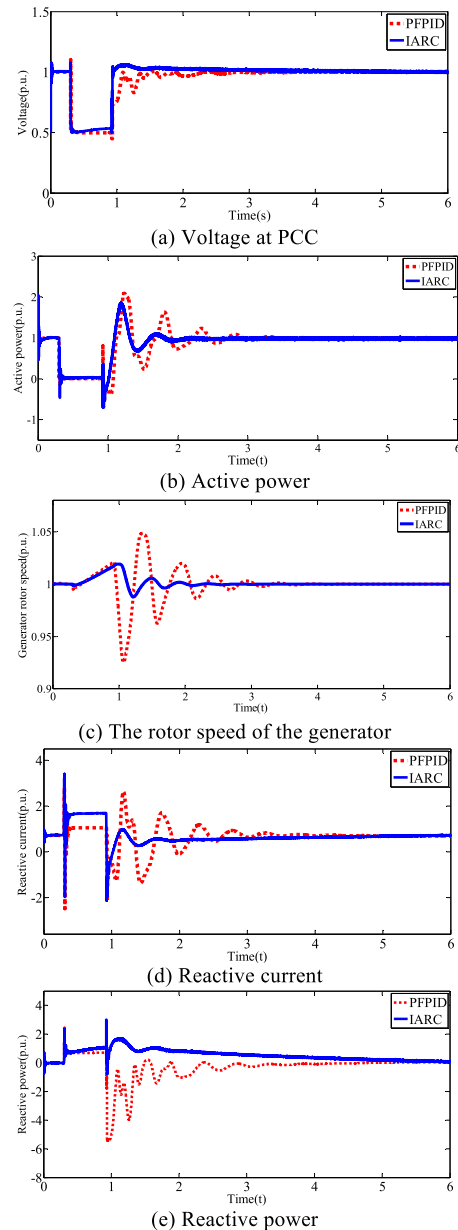 1.5
PFPID
IARC
1
Voltage(p.u.)
0.5
0
0 1 2 3 4 5 6
Time(s)
(a) Voltage at PCC
3
PFPID
IARC
2
Active power(p.u.)
1
0
-1
0 1 2 3 4 5 6
Time(t)
(b) Active power
PFPID
IARC
1.05
Generator rotor speed(p.u.)
1
0.95
0.9
0 1 2 3 4 5 6
Time(t)
(c) The rotor speed of the generator
4
PFPID
IARC
2
Reactive current(p.u.)
0
-2
0 1 2 3 4 5 6
Time(t)
(d) Reactive current
4
PFPID
IARC
2
Reactive power(p.u.)
0
-2
-4
-6
-8
0 1 2 3 4 5 6
Time(t)
(e) Reactive power